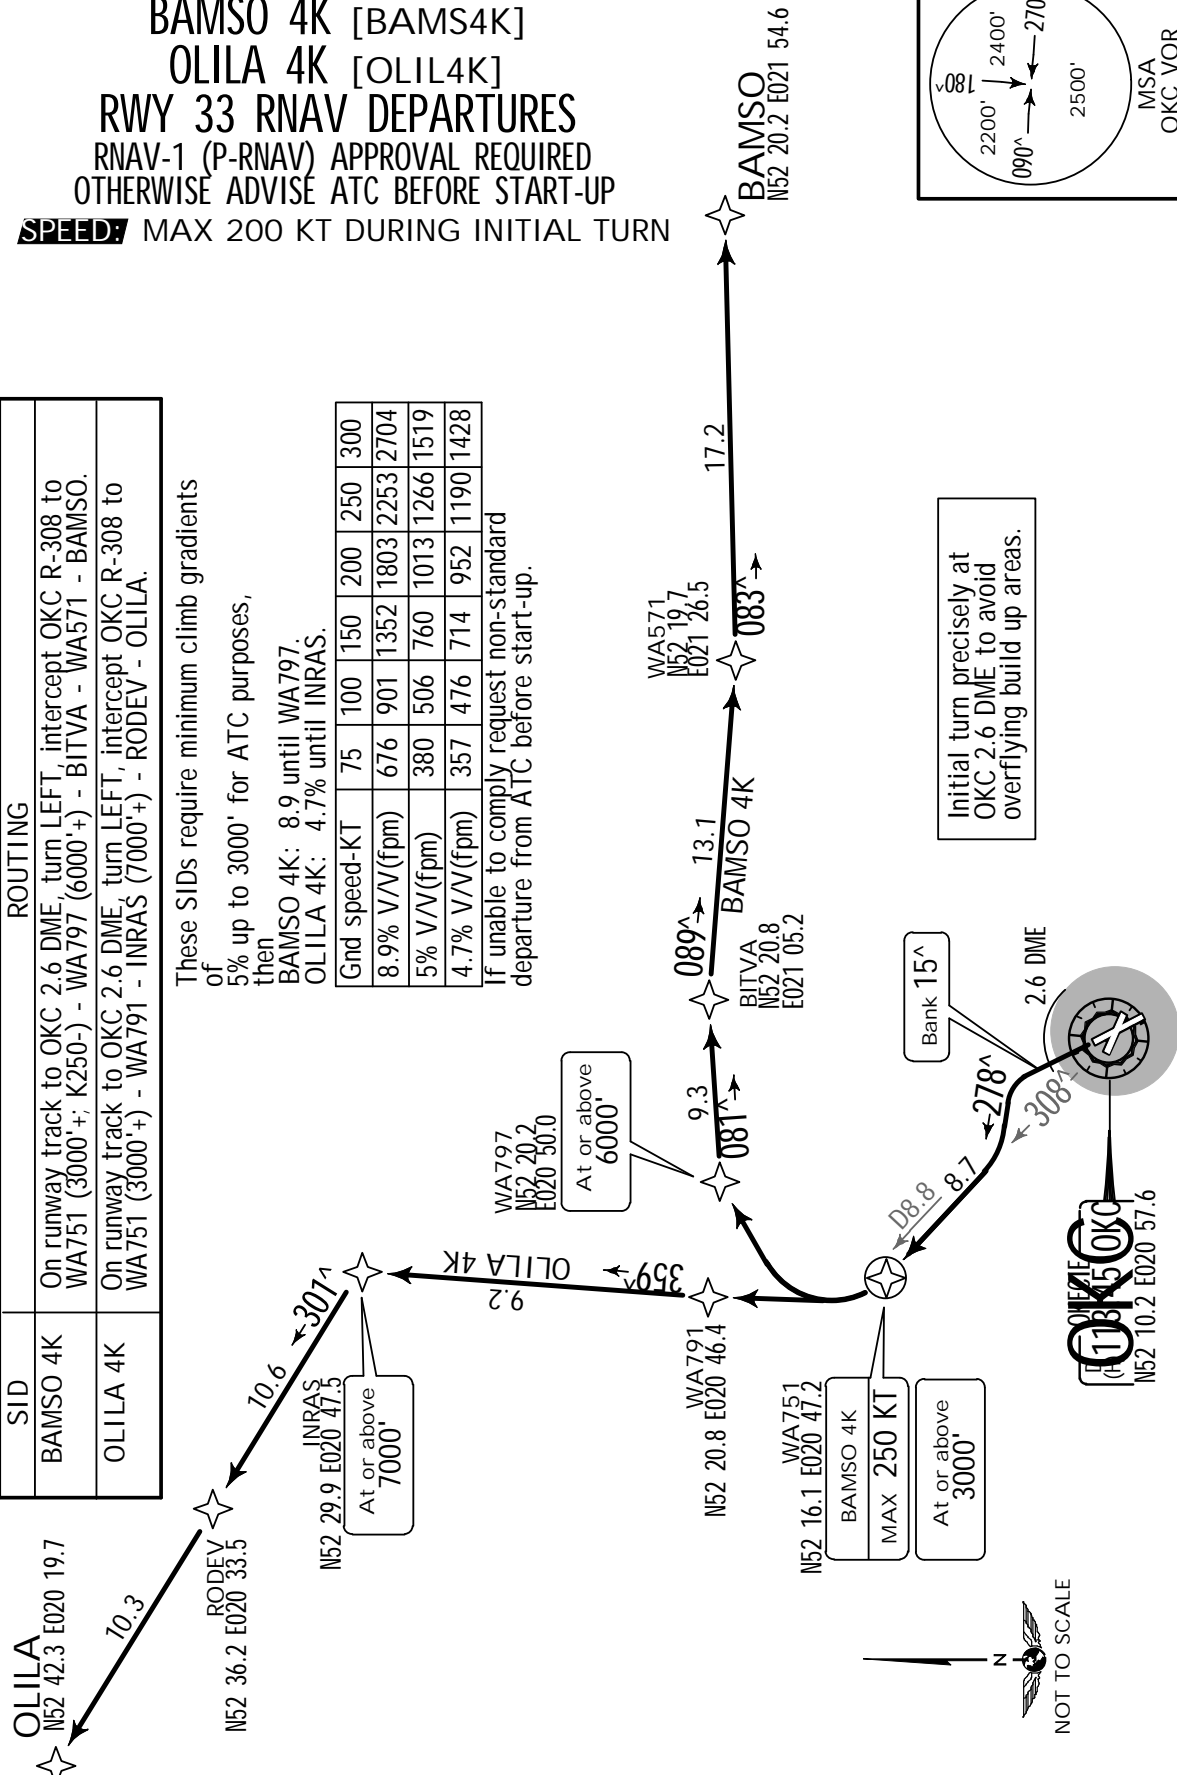 BAMSO 4K [BAMS4K]
OLILA 4K [OLIL4K]
RWY 33 RNAV DEPARTURES
RNAV-1 (P-RNAV) APPROVAL REQUIRED
OTHERWISE ADVISE ATC BEFORE START-UP
SPEED: MAX 200 KT DURING INITIAL TURN
2200'
2400'
2500'
090^
180^
270
MSA
OKC VOR
SID ROUTING
BAMSO 4K On runway track to OKC 2.6 DME, turn LEFT, intercept OKC R-308 to
WA751 (3000'+; K250-) - WA797 (6000'+) - BITVA - WA571 - BAMSO.
OLILA 4K On runway track to OKC 2.6 DME, turn LEFT, intercept OKC R-308 to
WA751 (3000'+) - WA791 - INRAS (7000'+) - RODEV - OLILA.
These SIDs require minimum climb gradients
of
5% up to 3000' for ATC purposes,
then
BAMSO 4K: 8.9 until WA797.
OLILA 4K: 4.7% until INRAS.
Gnd speed-KT 75 100 150 200 250 300
8.9% V/V(fpm) 676 901 1352 1803 2253 2704
5% V/V(fpm) 380 506 760 1013 1266 1519
4.7% V/V(fpm) 357 476 714 952 1190 1428
If unable to comply request non-standard
departure from ATC before start-up.
BAMSO
N52 20.2 E021 54.6
17.2
083^
WA571
N52 19.7
E021 26.5
13.1
BAMSO 4K
089^
BITVA
N52 20.8
E021 05.2
9.3
081^
WA797
N52 20.2
E020 50.0
At or above
6000'
Initial turn precisely at
OKC 2.6 DME to avoid
overflying build up areas.
Bank 15^
2.6 DME
278^
308^
D8.8
8.7
OKC
N52 10.2 E020 57.6
OLILA
N52 42.3 E020 19.7
10.3
RODEV
N52 36.2 E020 33.5
10.6
301^
INRAS
N52 29.9 E020 47.5
At or above
7000'
OLILA 4K
9.2
359^
WA791
N52 20.8 E020 46.4
WA751
N52 16.1 E020 47.2
BAMSO 4K
MAX 250 KT
At or above
3000'
N
NOT TO SCALE